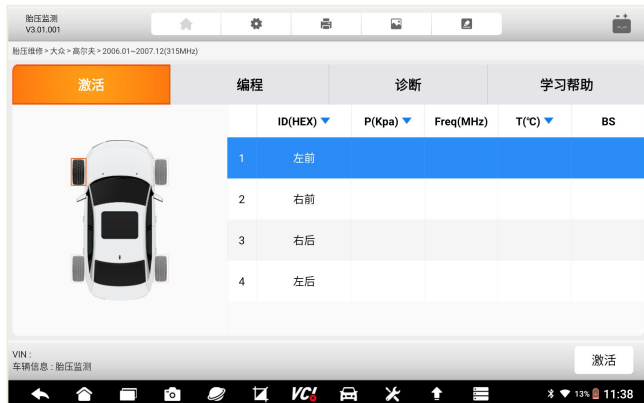 胎压监测
V3.01.001
胎压维修 > 大众 > 高尔夫 > 2006.01~2007.12(315MHz)
激活 编程 诊断 学习帮助
ID(HEX) P(Kpa) Freq(MHz) T(℃) BS
1 左前
2 右前
3 右后
4 左后
VIN :
车辆信息 : 胎压监测
激活
VC! 13% 11:38